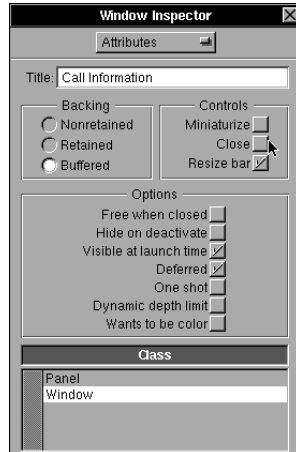 Window Inspector
Attributes
Title: Call Information
Backing
Nonretained
Retained
Buffered
Controls
Miniaturize
Close
Resize bar
Options
Free when closed
Hide on deactivate
Visible at launch time
Deferred
One shot
Dynamic depth limit
Wants to be color
Class
Panel
Window